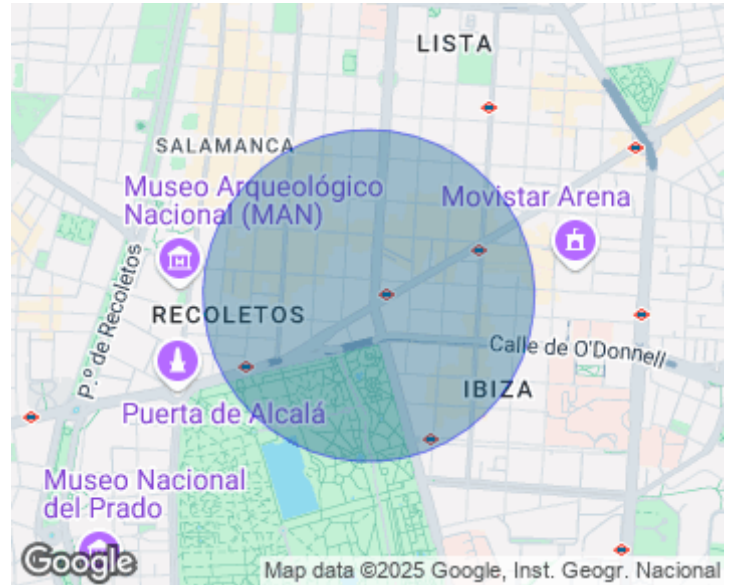 LISTA
SALAMANCA
Museo Arqueológico
Nacional (MAN)
Movistar Arena
P.º de Recoletos
RECOLETOS
Calle de O'Donnell
IBIZA
Puerta de Alcalá
Museo Nacional
del Prado
Google
Map data ©2025 Google, Inst. Geogr. Nacional